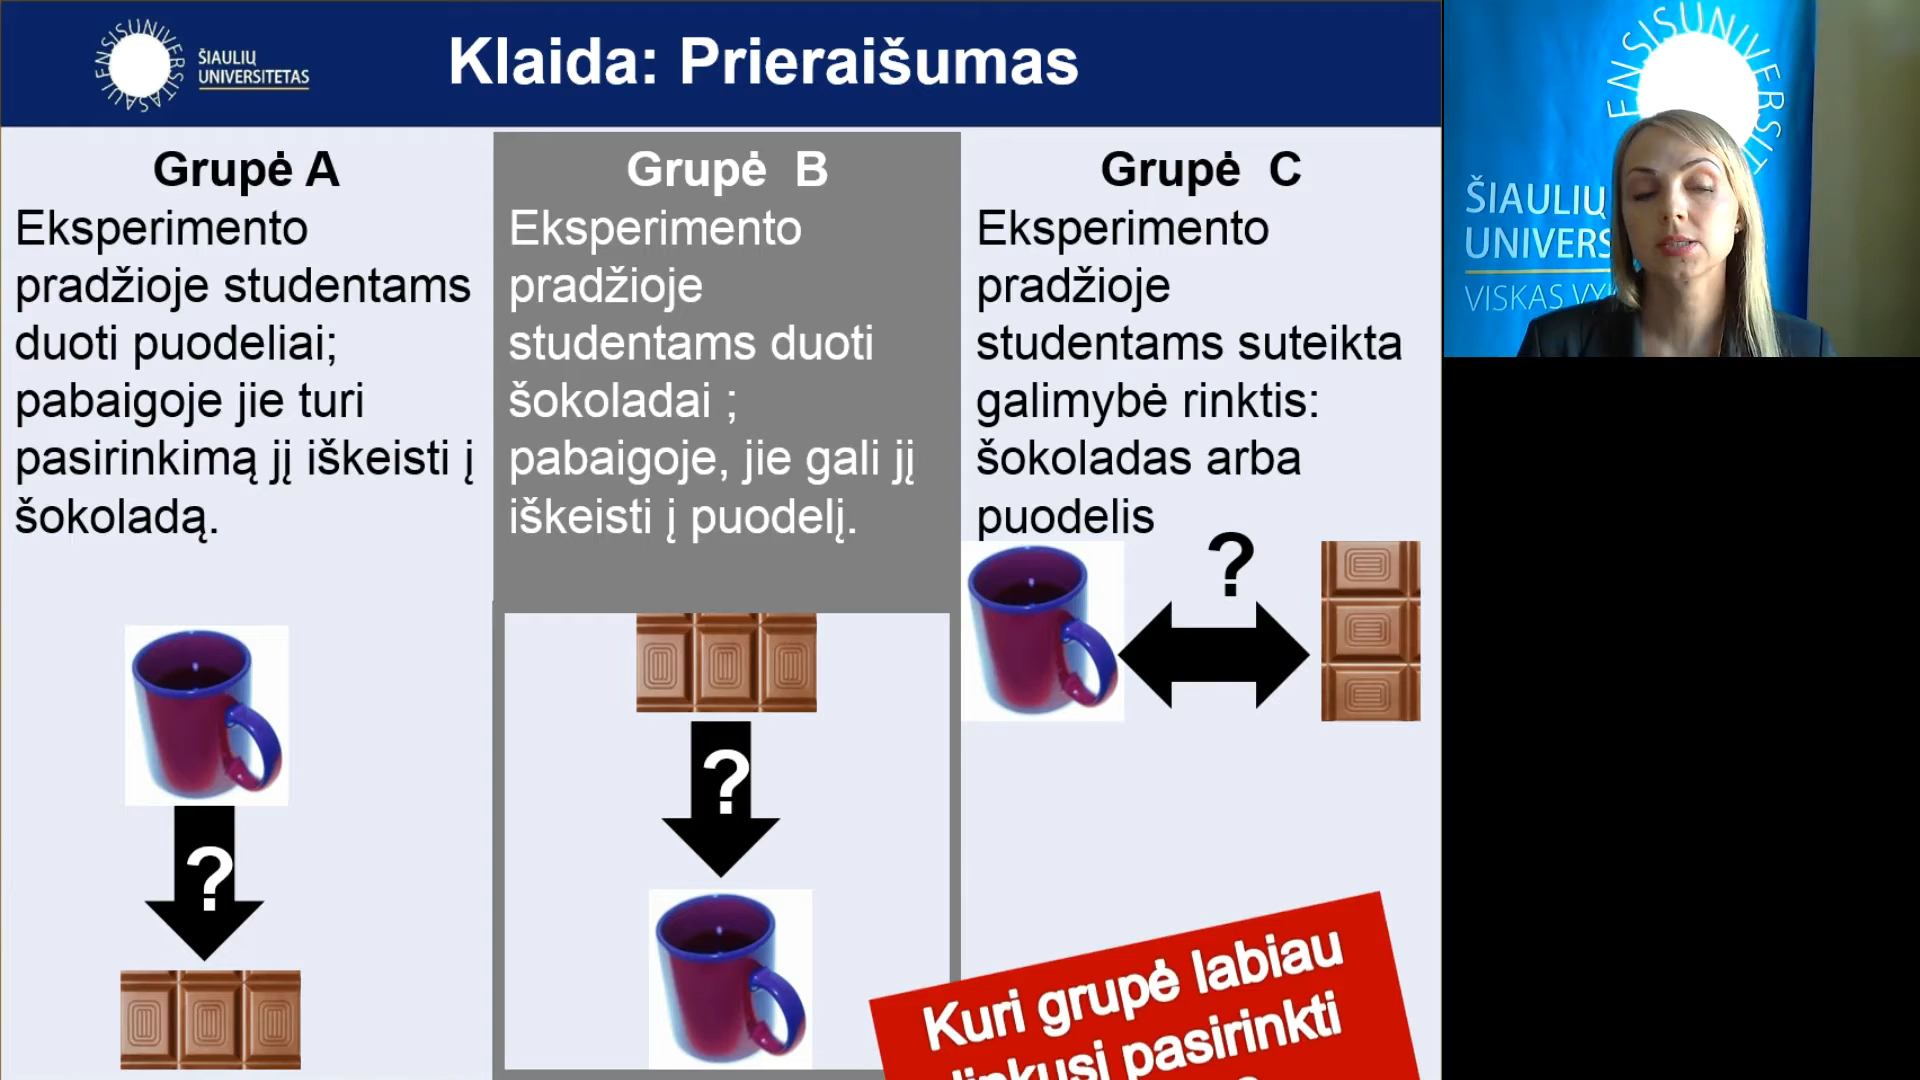 ŠIAULIŲ
UNIVERSITETAS
Klaida: Prieraišumas
Grupė A
Eksperimento
pradžioje studentams
duoti puodeliai;
pabaigoje jie turi
pasirinkimą jį iškeisti į
šokoladą.
?
Grupė B
Eksperimento
pradžioje
studentams duoti
šokoladai ;
pabaigoje, jie gali jį
iškeisti į puodelį.
?
Grupė C
Eksperimento
pradžioje
studentams suteikta
galimybė rinktis:
šokoladas arba
puodelis
?
Kuri grupė labiau
linkusi pasirinkti
ENSISUNIVERSIT
ŠIAULIŲ
UNIVERS
VISKAS